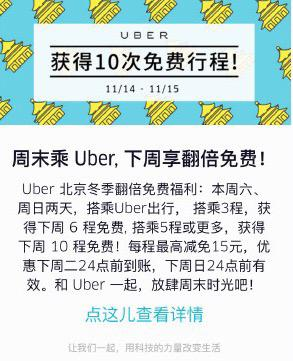 UBER
获得10次免费行程!
11/14 - 11/15
周末乘 Uber, 下周享翻倍免费!
Uber 北京冬季翻倍免费福利：本周六、
周日两天，搭乘Uber出行， 搭乘3程，获
得下周 6 程免费, 搭乘5程或更多，获得
下周 10 程免费！每程最高减免15元，优
惠下周二24点前到账，下周日24点前有
效。和 Uber 一起，放肆周末时光吧！
点这儿查看详情
让我们一起，用科技的力量改变生活